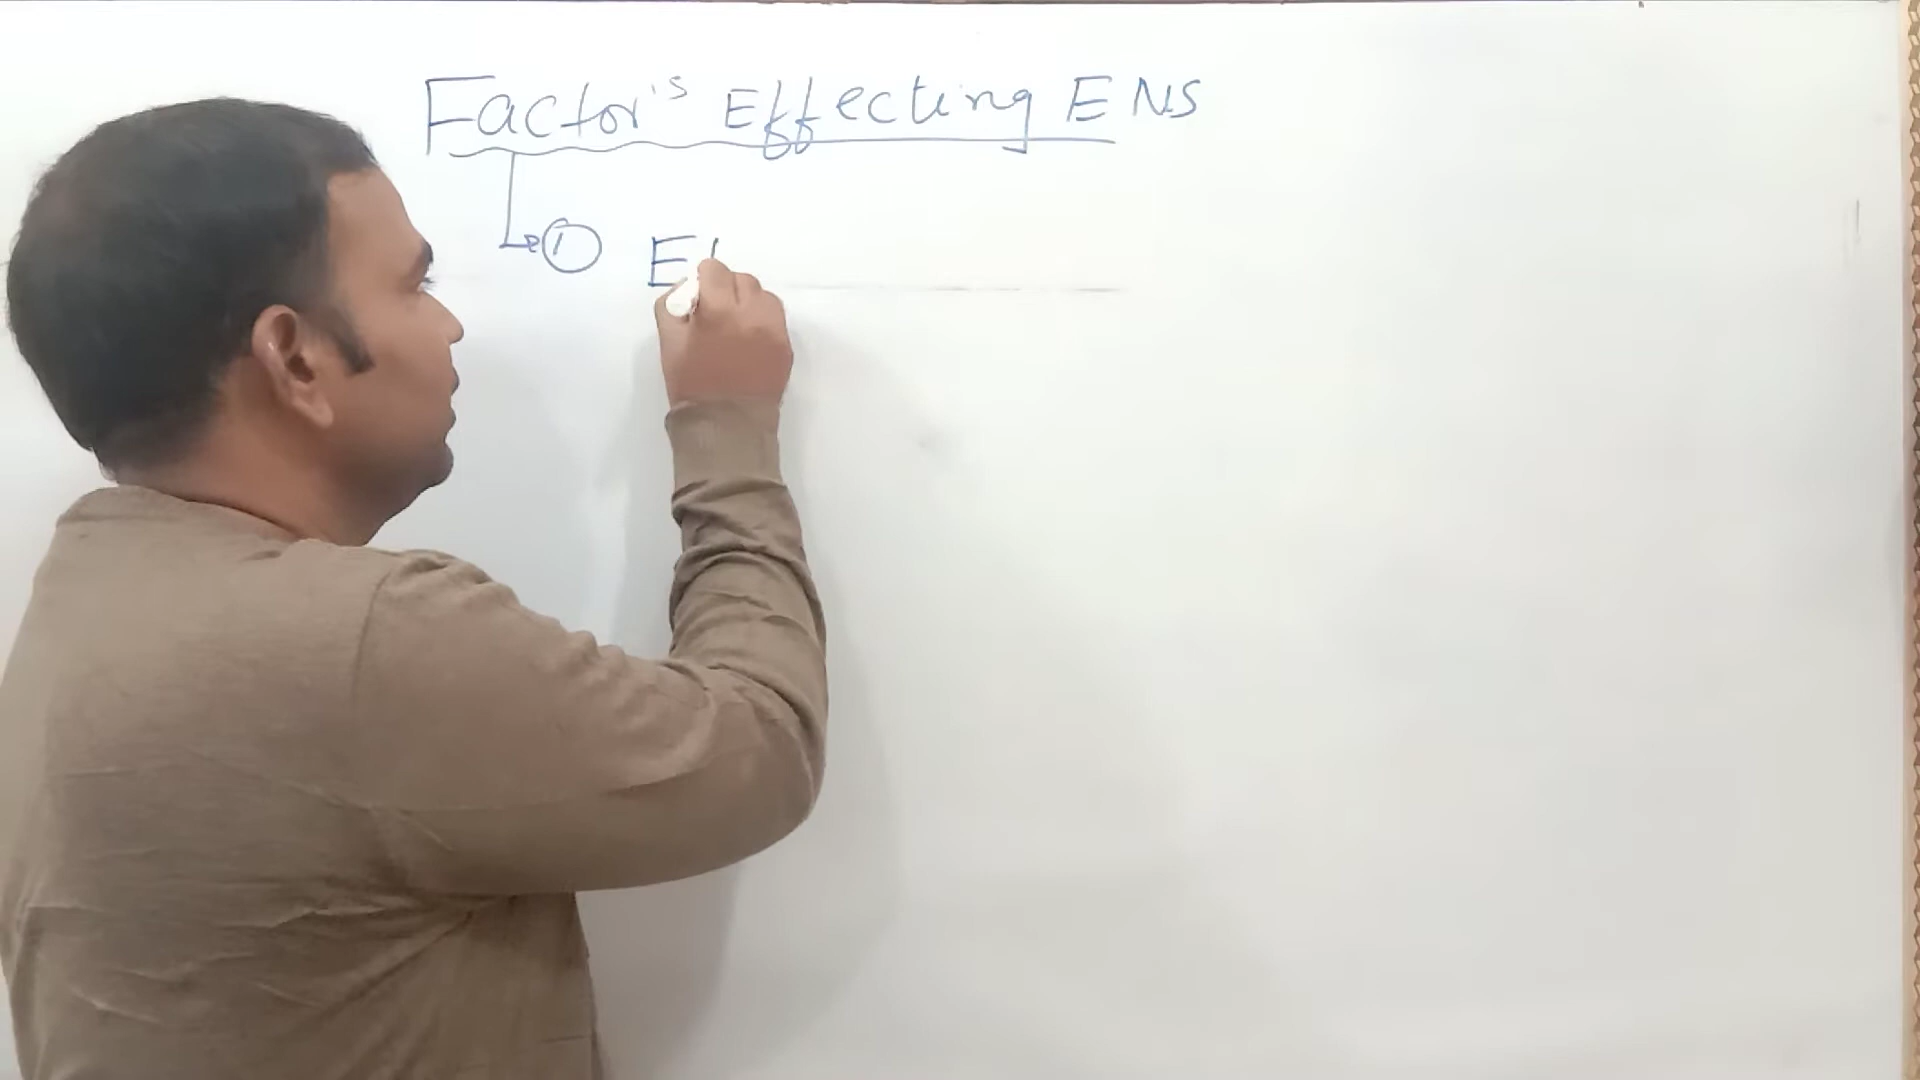 Factor's Effecting ENS
① E